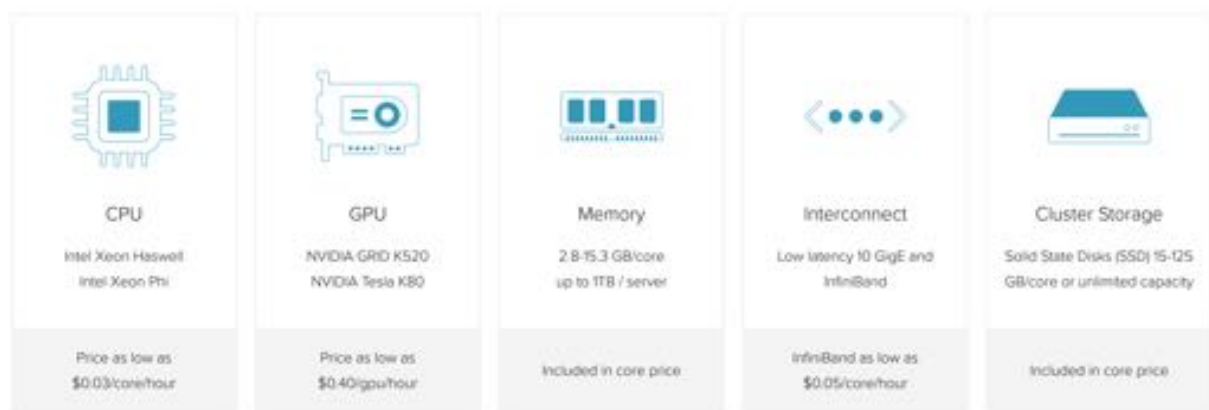 CPU
Intel Xeon Haswell
Intel Xeon Phi
Price as low as
$0.03/core/hour
GPU
NVIDIA GRID K520
NVIDIA Tesla K80
Price as low as
$0.40/gpu/hour
Memory
2.8-15.3 GB/core
up to 1TB / server
Included in core price
Interconnect
Low latency 10 GigE and
InfiniBand
InfiniBand as low as
$0.05/core/hour
Cluster Storage
Solid State Disks (SSD) 15-125
GB/core or unlimited capacity
Included in core price